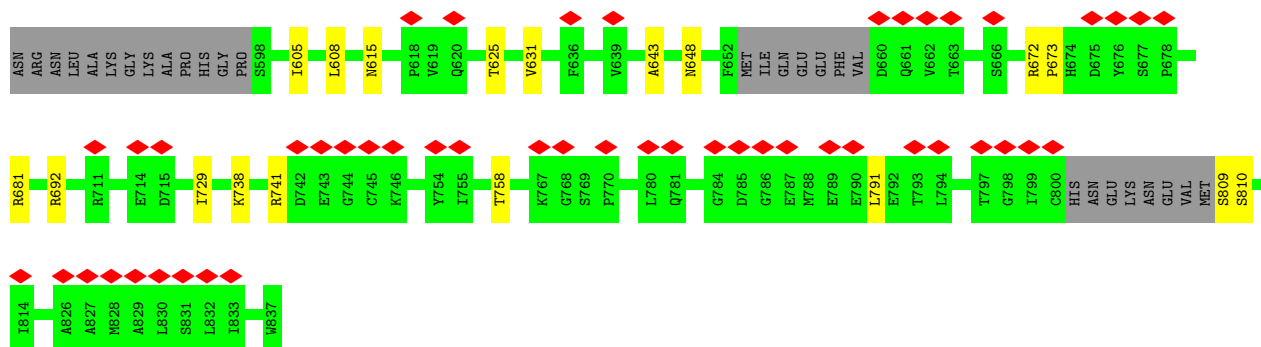 ASN ARG ASN LEU ALA LYS GLY LYS ALA PRO HIS GLY PRO S598 I605 L608 N615 P618 V619 Q620 T625 V631 F636 V639 A643 N648 F652 MET ILE GLN GLU GLU PHE VAL D660 Q661 V662 T663 S666 R672 P673 H674 D675 Y676 S677 P678
R681 R692 R711 E714 D715 I729 K738 R741 D742 E743 G744 C745 K746 Y754 I755 T758 K767 G768 S769 P770 L780 Q781 G784 D785 G786 E787 M788 E789 E790 L791 E792 T793 L794 T797 G798 I799 C800 HIS ASN GLU LYS ASN GLU VAL MET S809 S810
I814 A826 A827 M828 A829 L830 S831 L832 I833 W837